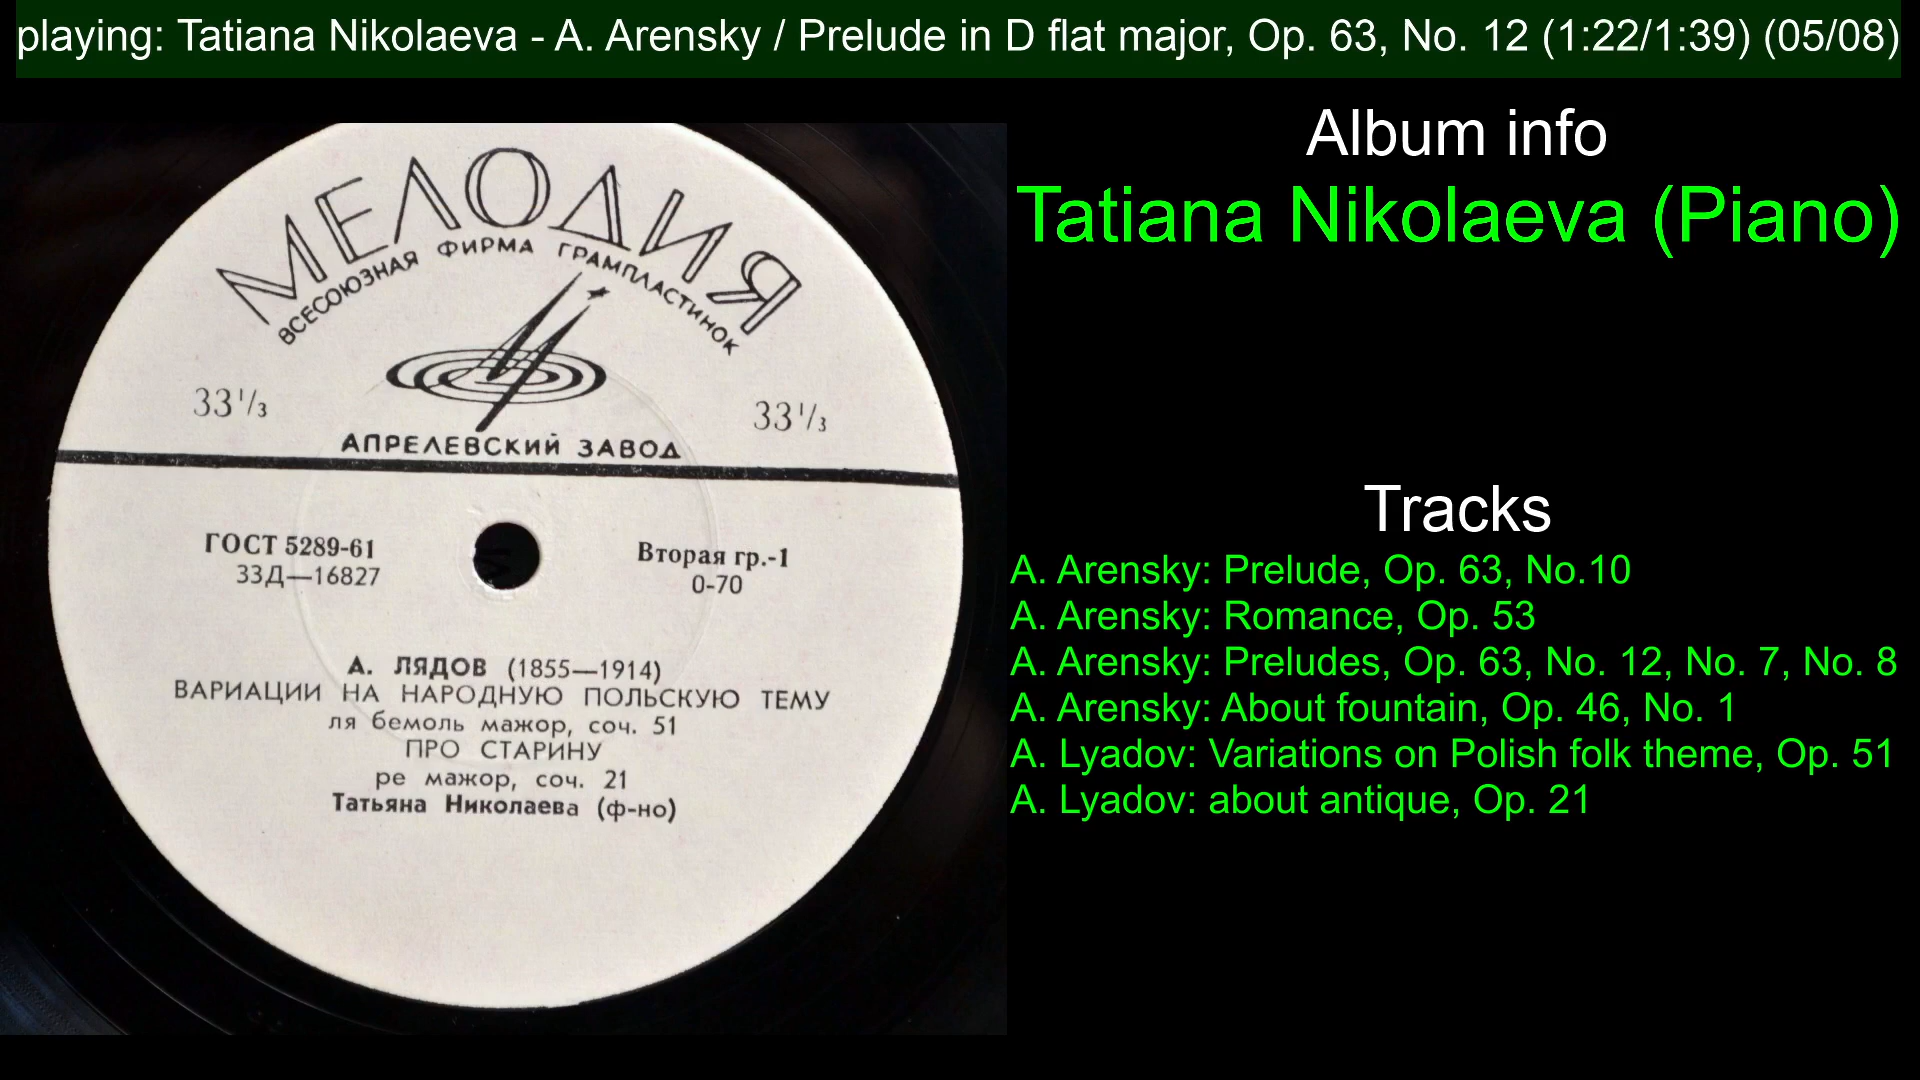 playing: Tatiana Nikolaeva - A. Arensky / Prelude in D flat major, Op. 63, No. 12 (1:22/1:39) (05/08)
МЕЛОДИЯ
ВСЕСОЮЗНАЯ ФИРМА ГРАМПЛАСТИНОК
33 1/3
33 1/3
АПРЕЛЕВСКИЙ ЗАВОД
ГОСТ 5289-61
33Д—16827
Вторая гр.-1
0-70
А. ЛЯДОВ (1855—1914)
ВАРИАЦИИ НА НАРОДНУЮ ПОЛЬСКУЮ ТЕМУ
ля бемоль мажор, соч. 51
ПРО СТАРИНУ
ре мажор, соч. 21
Татьяна Николаева (ф-но)
Album info
Tatiana Nikolaeva (Piano)
Tracks
A. Arensky: Prelude, Op. 63, No.10
A. Arensky: Romance, Op. 53
A. Arensky: Preludes, Op. 63, No. 12, No. 7, No. 8
A. Arensky: About fountain, Op. 46, No. 1
A. Lyadov: Variations on Polish folk theme, Op. 51
A. Lyadov: about antique, Op. 21